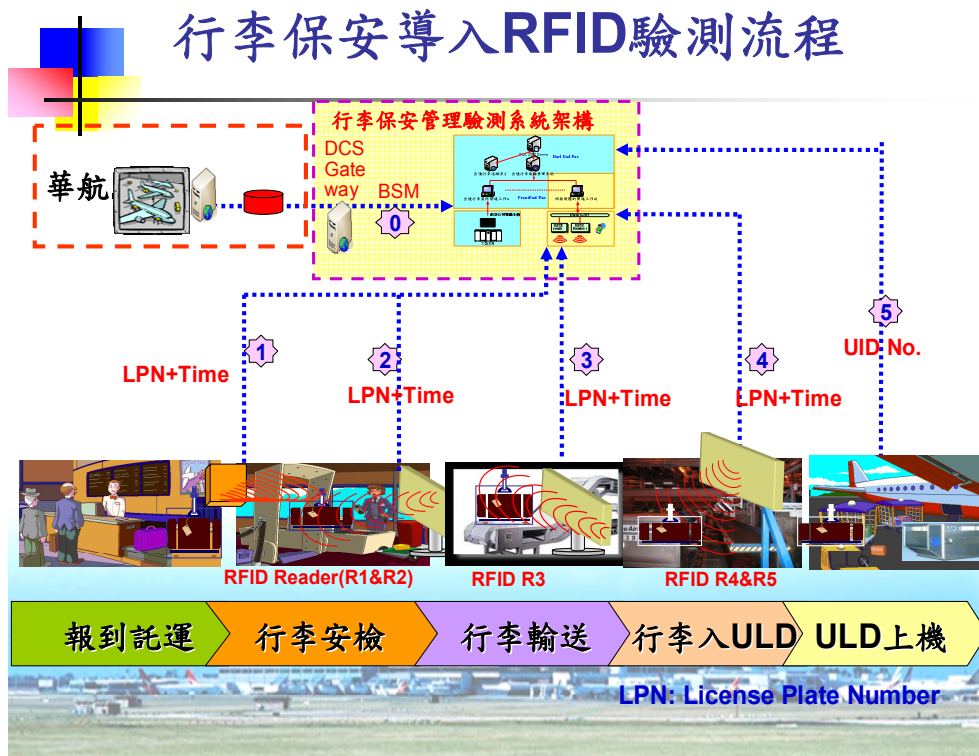 行李保安導入RFID驗測流程
行李保安管理驗測系統架構
華航
DCS
Gate
way
BSM
0
1
2
3
4
5
LPN+Time
LPN+Time
LPN+Time
LPN+Time
UID No.
RFID Reader(R1&R2)
RFID R3
RFID R4&R5
報到託運
行李安檢
行李輸送
行李入ULD
ULD上機
LPN: License Plate Number